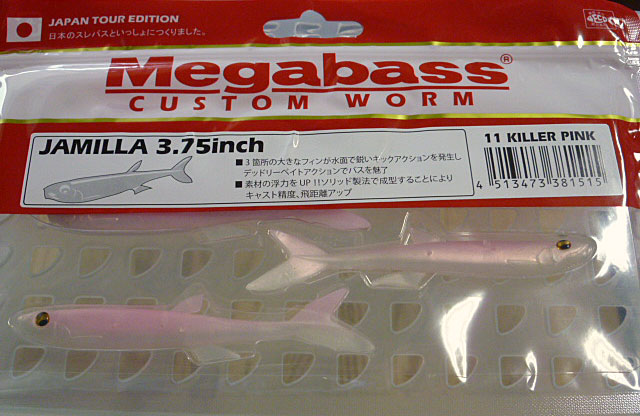 JAPAN TOUR EDITION
日本のスレバスといっしょにつくりました。
Megabass®
CUSTOM WORM
JAMILLA 3.75inch
■3箇所の大きなフィンが水面で鋭いキックアクションを発生し
デッドリーベイトアクションでバスを魅了
■素材の浮力をUP!!ソリッド製法で成型することにより
キャスト精度、飛距離アップ
11 KILLER PINK
4 513473 381515